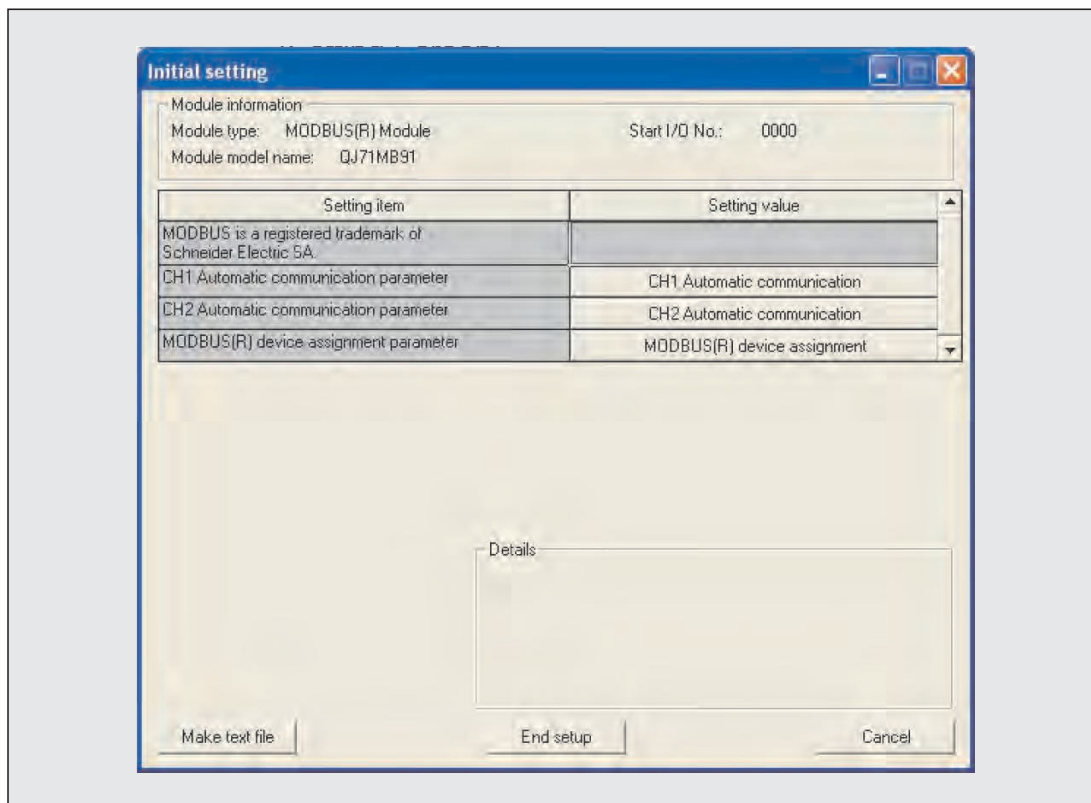 Initial setting
Module information
Module type: MODBUS(R) Module Start I/O No.: 0000
Module model name: QJ71MB91
Setting item Setting value
MODBUS is a registered trademark of
Schneider Electric SA.
CH1 Automatic communication parameter CH1 Automatic communication
CH2 Automatic communication parameter CH2 Automatic communication
MODBUS(R) device assignment parameter MODBUS(R) device assignment
Details
Make text file End setup Cancel